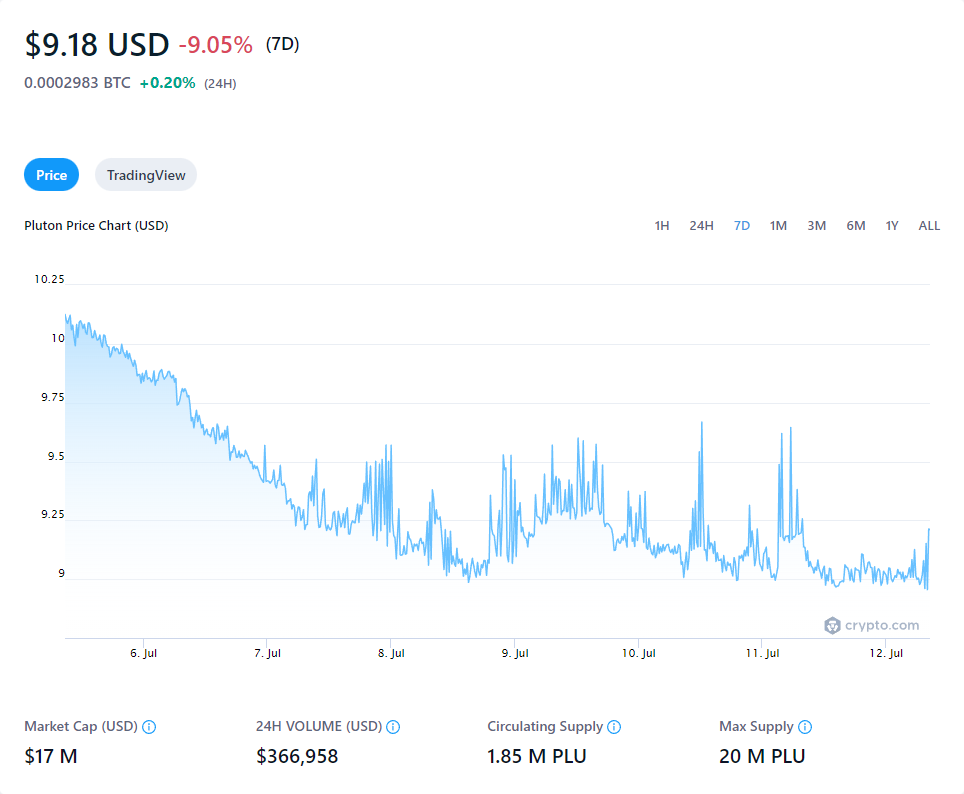 $9.18 USD -9.05% (7D)
0.0002983 BTC +0.20% (24H)
Price TradingView
Pluton Price Chart (USD) 1H 24H 7D 1M 3M 6M 1Y ALL
10.25
10
9.75
9.5
9.25
9
crypto.com
6. Jul 7. Jul 8. Jul 9. Jul 10. Jul 11. Jul 12. Jul
Market Cap (USD) 24H VOLUME (USD) Circulating Supply Max Supply
$17 M $366,958 1.85 M PLU 20 M PLU